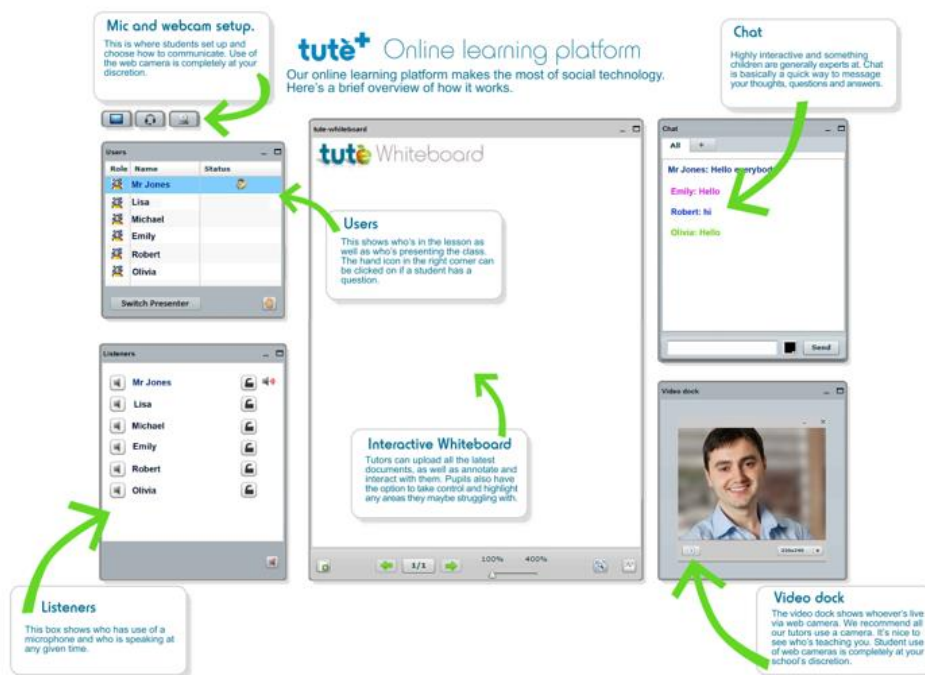 Mic and webcam setup.
This is where students set up and
choose how to communicate. Use of
the web camera is completely at your
discretion.
tutè+ Online learning platform
Our online learning platform makes the most of social technology.
Here's a brief overview of how it works.
Chat
Highly interactive and something
children are generally experts at. Chat
is basically a quick way to message
your thoughts, questions and answers.
Users
Role Name Status
Mr Jones
Lisa
Michael
Emily
Robert
Olivia
Switch Presenter
Users
This shows who's in the lesson as
well as who's presenting the class.
The hand icon in the right corner can
be clicked on if a student has a
question.
tute-whiteboard
tutè Whiteboard
Interactive Whiteboard
Tutors can upload all the latest
documents, as well as annotate and
interact with them. Pupils also have
the option to take control and highlight
any areas they maybe struggling with.
1/1 100% 400%
Chat
All +
Mr Jones: Hello everybody
Emily: Hello
Robert: hi
Olivia: Hello
Send
Listeners
Mr Jones
Lisa
Michael
Emily
Robert
Olivia
Listeners
This box shows who has use of a
microphone and who is speaking at
any given time.
Video dock
Video dock
The video dock shows whoever's live
via web camera. We recommend all
our tutors use a camera. It's nice to
see who's teaching you. Student use
of web cameras is completely at your
school's discretion.